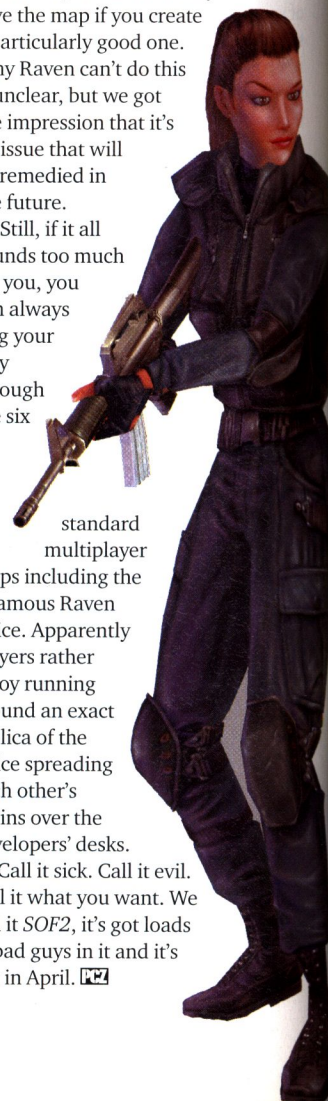 ve the map if you create
articularly good one.
ny Raven can't do this
unclear, but we got
e impression that it's
issue that will
remedied in
e future.
Still, if it all
unds too much
you, you
n always
g your
y
ough
e six
standard
multiplayer
ps including the
amous Raven
ice. Apparently
yers rather
oy running
und an exact
lica of the
ce spreading
h other's
ins over the
velopers' desks.
Call it sick. Call it evil.
l it what you want. We
l it SOF2, it's got loads
bad guys in it and it's
in April. PCZ